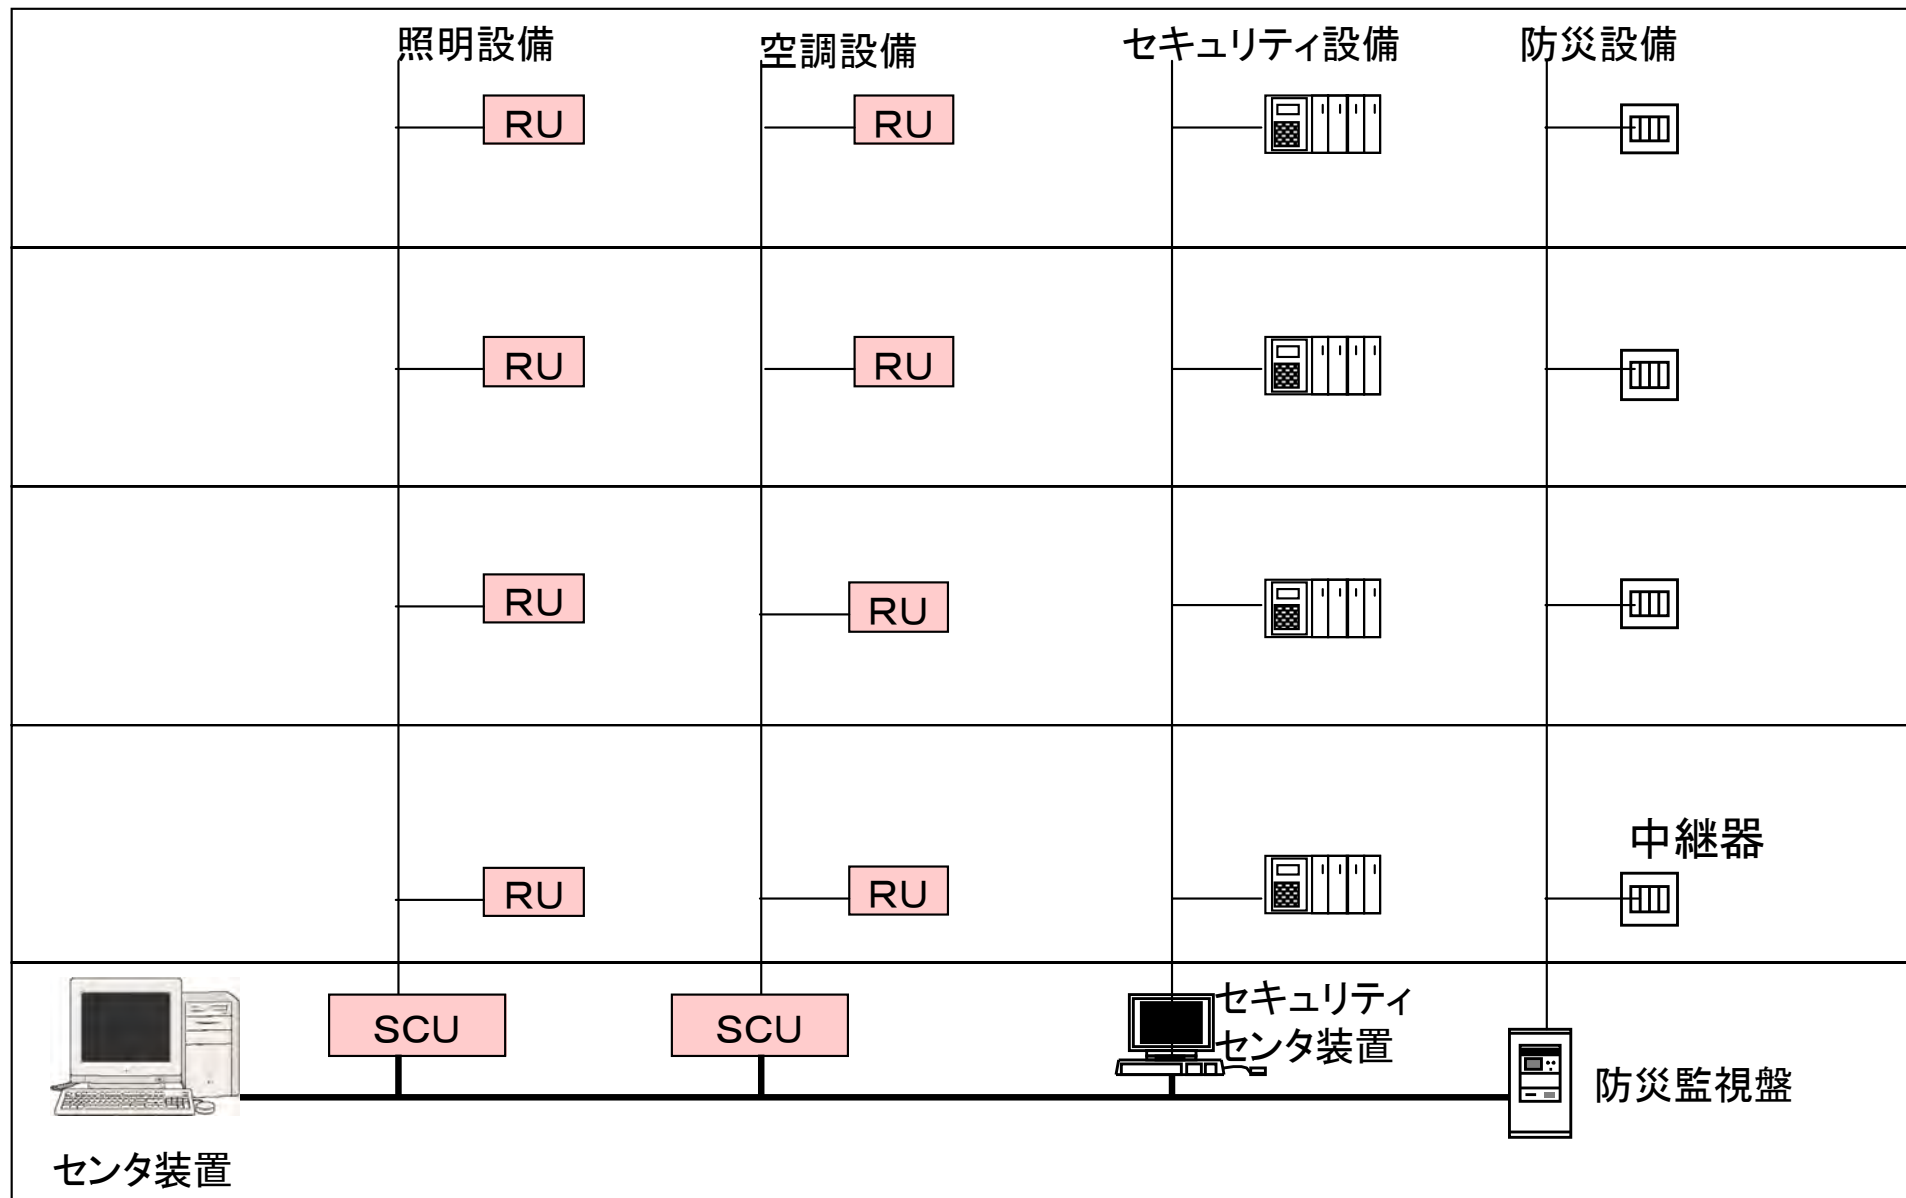 照明設備
空調設備
セキュリティ設備
防災設備
RU
RU
RU
RU
RU
RU
中継器
RU
RU
SCU
SCU
セキュリティ
センタ装置
防災監視盤
センタ装置